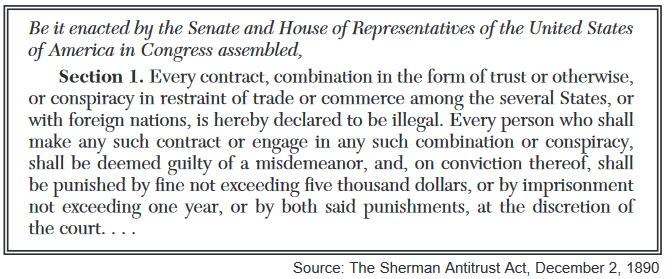 Be it enacted by the Senate and House of Representatives of the United States
of America in Congress assembled,
Section 1. Every contract, combination in the form of trust or otherwise,
or conspiracy in restraint of trade or commerce among the several States, or
with foreign nations, is hereby declared to be illegal. Every person who shall
make any such contract or engage in any such combination or conspiracy,
shall be deemed guilty of a misdemeanor, and, on conviction thereof, shall
be punished by fine not exceeding five thousand dollars, or by imprisonment
not exceeding one year, or by both said punishments, at the discretion of
the court. . . .
Source: The Sherman Antitrust Act, December 2, 1890